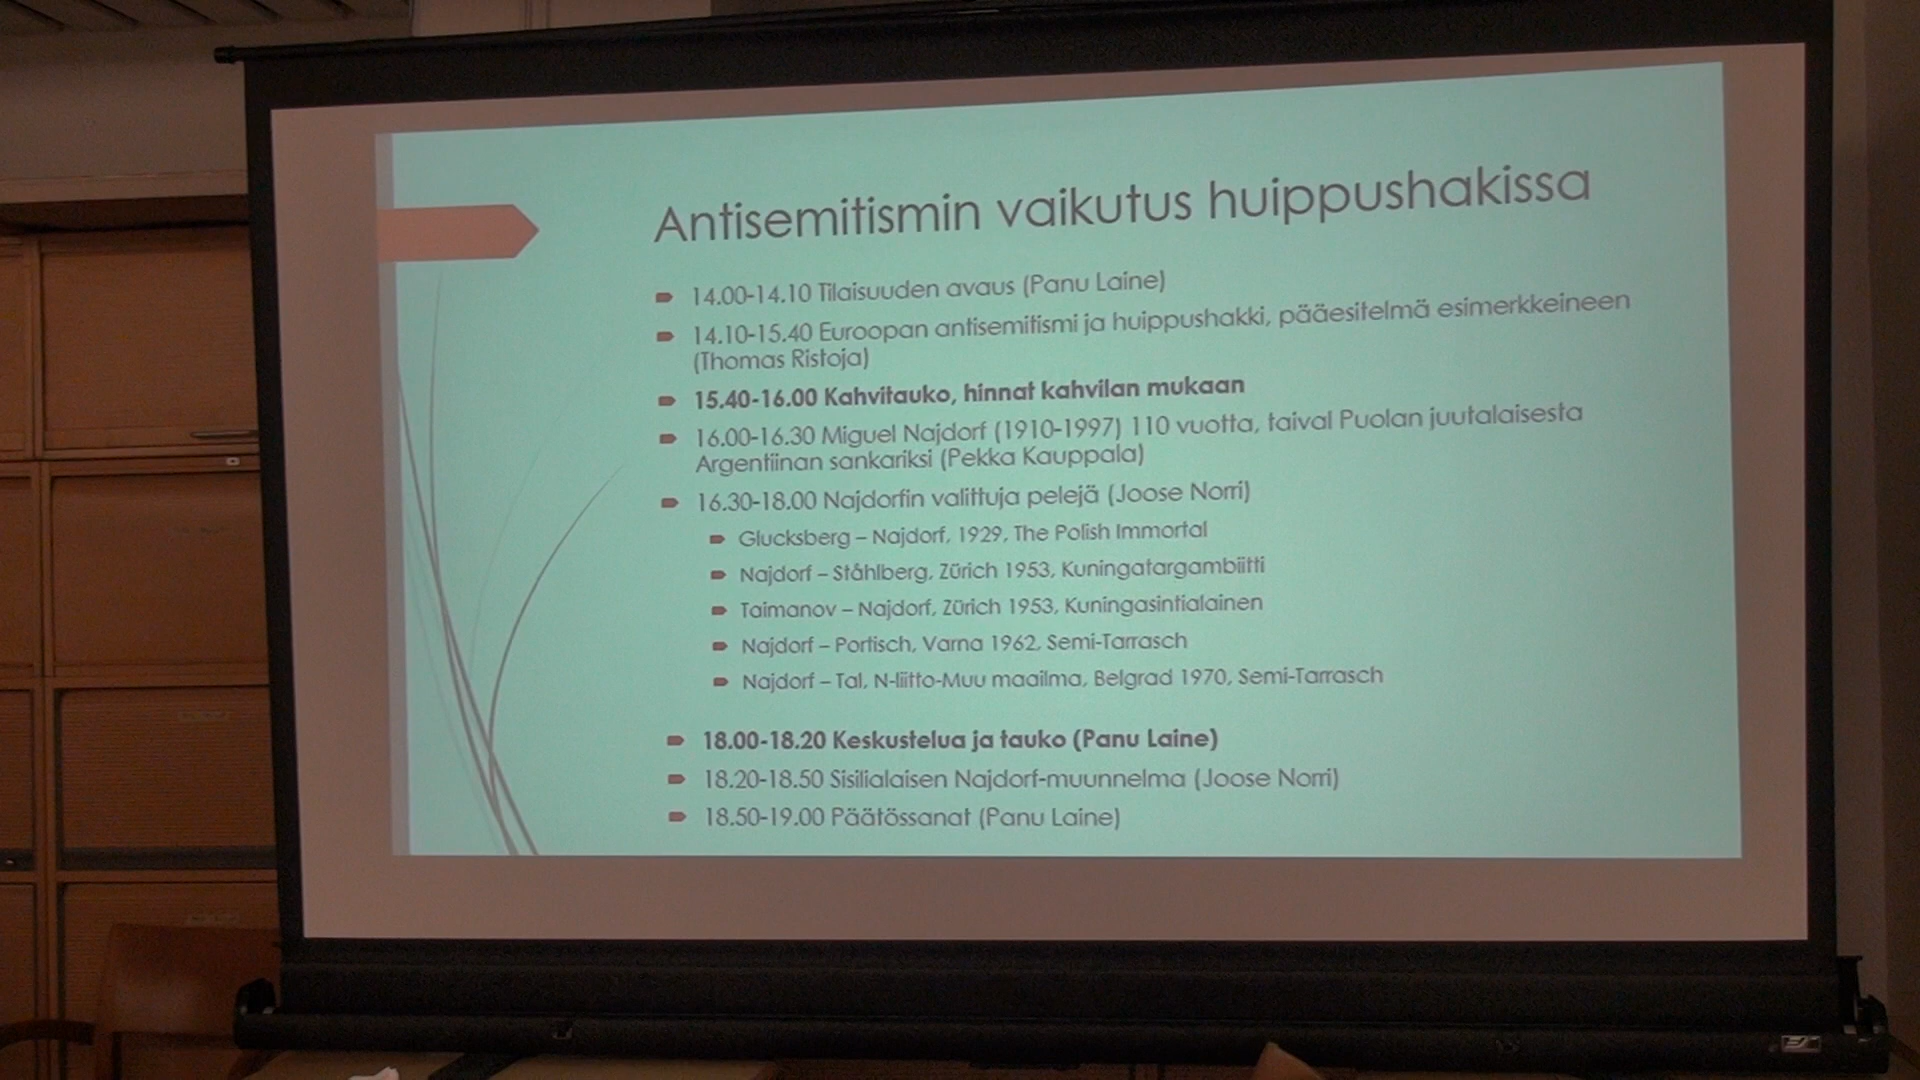 Antisemitismin vaikutus huippushakissa
14.00-14.10 Tilaisuuden avaus (Panu Laine)
14.10-15.40 Euroopan antisemitismi ja huippushakki, pääesitelmä esimerkkeineen
(Thomas Ristoja)
15.40-16.00 Kahvitauko, hinnat kahvilan mukaan
16.00-16.30 Miguel Najdorf (1910-1997) 110 vuotta, taival Puolan juutalaisesta
Argentiinan sankariksi (Pekka Kauppala)
16.30-18.00 Najdorfin valittuja pelejä (Joose Norri)
Glucksberg – Najdorf, 1929, The Polish Immortal
Najdorf – Ståhlberg, Zürich 1953, Kuningatargambiitti
Taimanov – Najdorf, Zürich 1953, Kuningasintialainen
Najdorf – Portisch, Varna 1962, Semi-Tarrasch
Najdorf – Tal, N-liitto-Muu maailma, Belgrad 1970, Semi-Tarrasch
18.00-18.20 Keskustelua ja tauko (Panu Laine)
18.20-18.50 Sisilialaisen Najdorf-muunnelma (Joose Norri)
18.50-19.00 Päätössanat (Panu Laine)